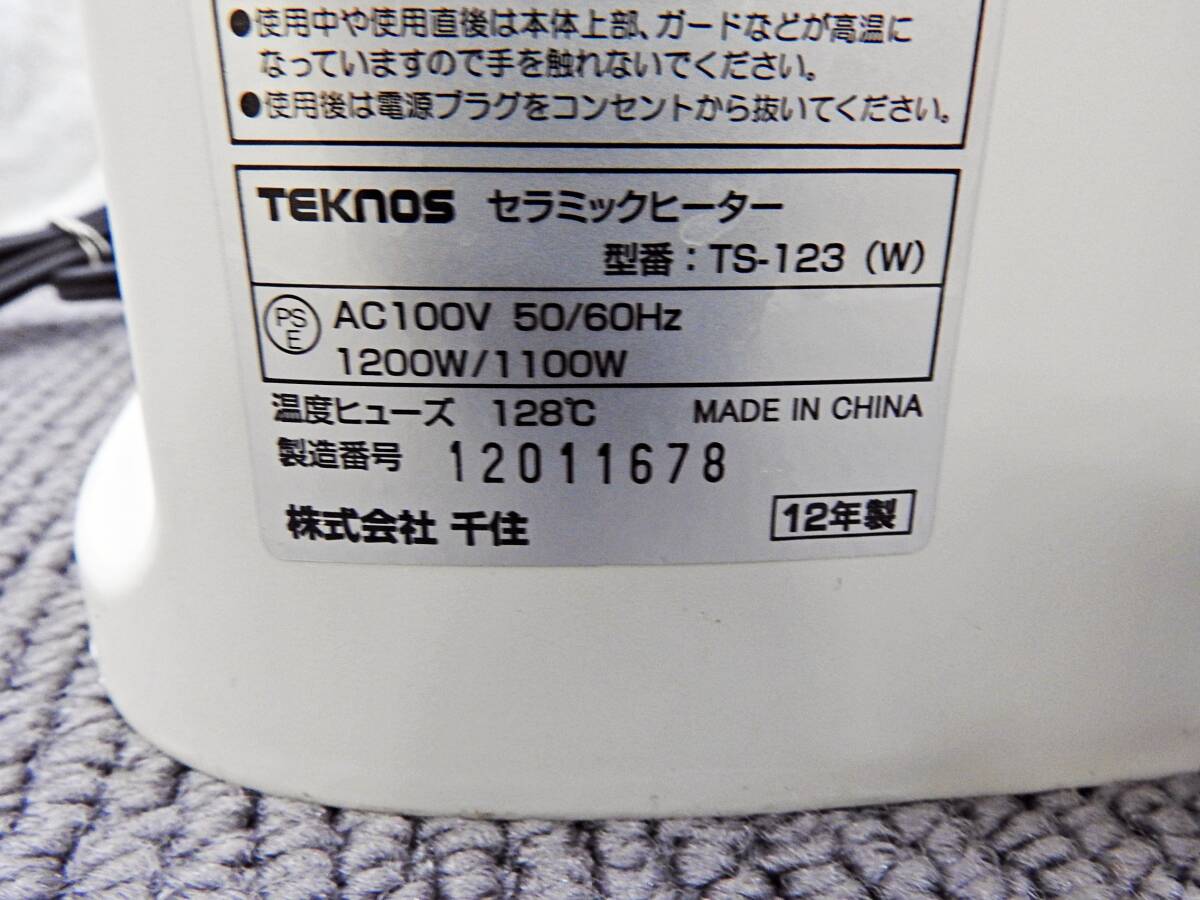 ●使用中や使用直後は本体上部、ガードなどが高温に
なっていますので手を触れないでください。
●使用後は電源プラグをコンセントから抜いてください。
TEKNOS セラミックヒーター
型番：TS-123（W）
PSE AC100V 50/60Hz
1200W/1100W
温度ヒューズ 128℃ MADE IN CHINA
製造番号 12011678
株式会社 千住 12年製